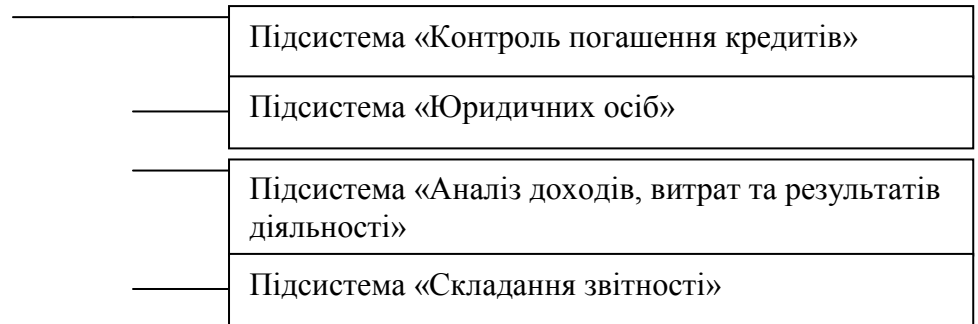 Підсистема «Контроль погашення кредитів»
Підсистема «Юридичних осіб»
Підсистема «Аналіз доходів, витрат та результатів
діяльності»
Підсистема «Складання звітності»